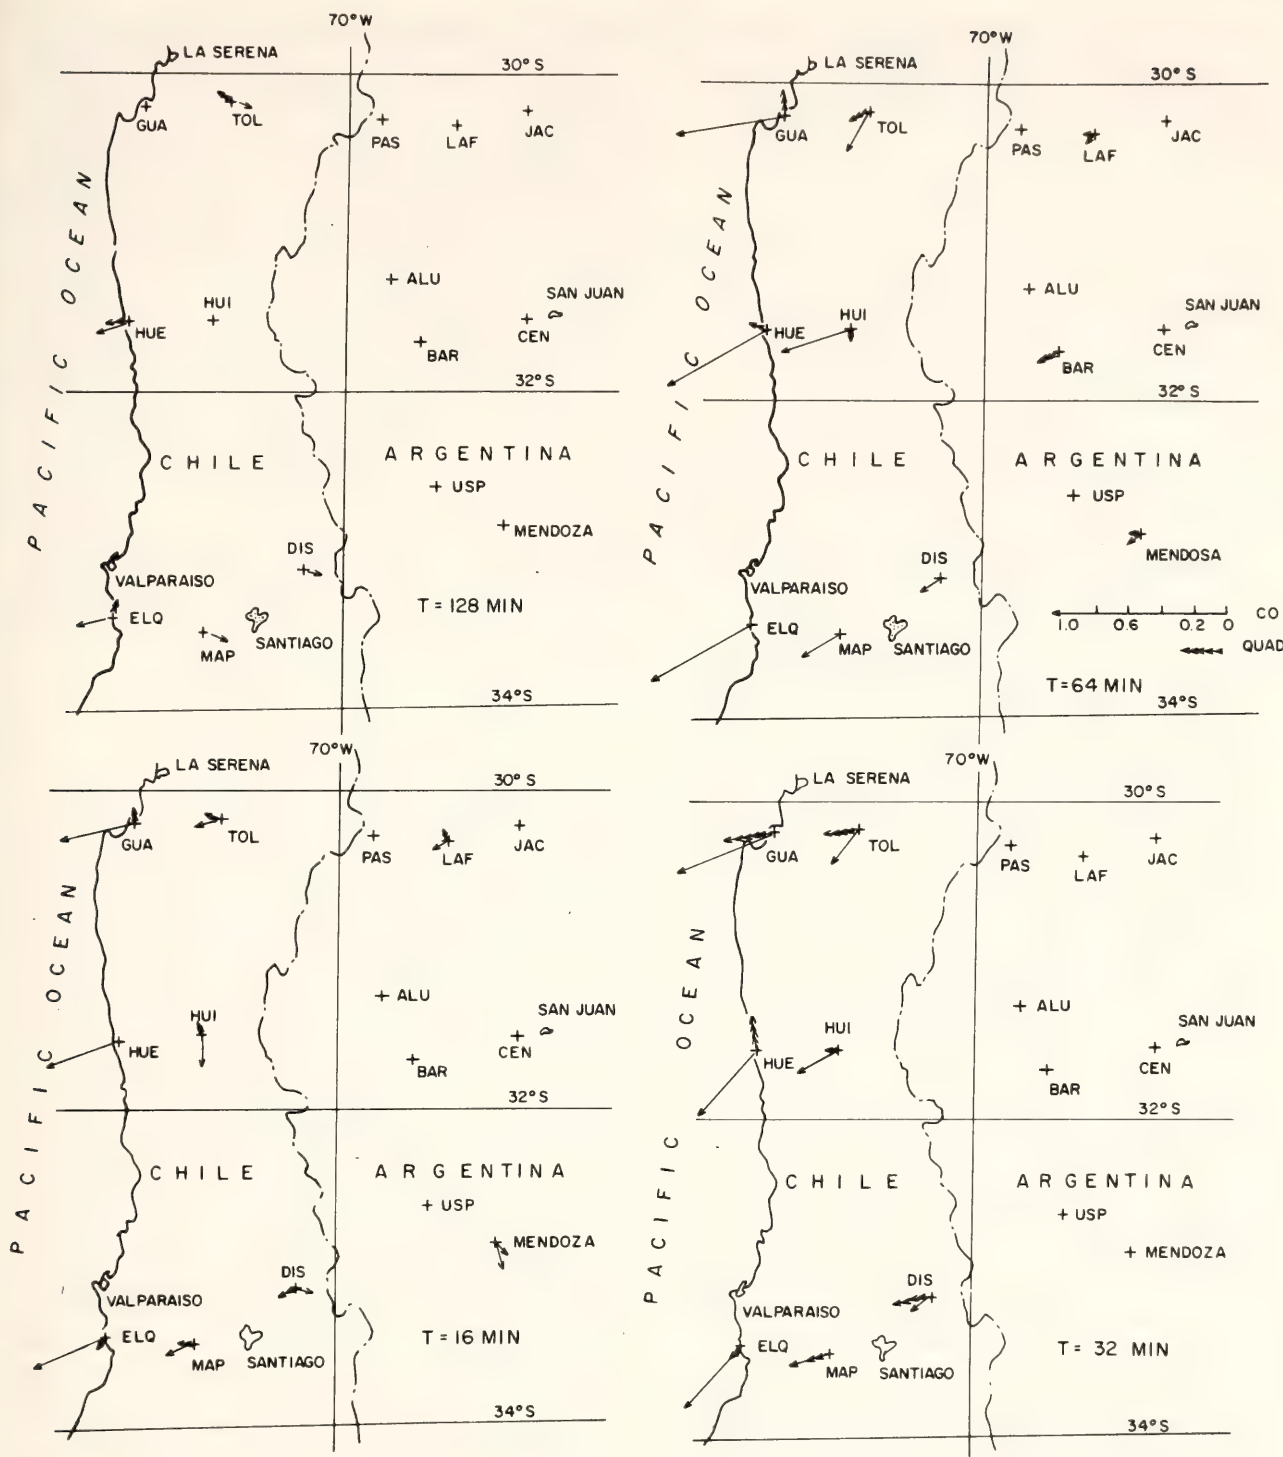 70°W
LA SERENA
30°S
GUA
TOL
PAS
LAF
JAC
PACIFIC OCEAN
ALU
HUI
SAN JUAN
HUE
CEN
BAR
32°S
CHILE
ARGENTINA
USP
MENDOZA
DIS
VALPARAISO
T = 128 MIN
ELQ
MAP
SANTIAGO
34°S
70°W
LA SERENA
30°S
GUA
TOL
PAS
LAF
JAC
PACIFIC OCEAN
ALU
SAN JUAN
HUI
HUE
CEN
BAR
32°S
CHILE
ARGENTINA
USP
MENDOSA
DIS
VALPARAISO
ELQ
1.0 0.6 0.2 0 CO
QUAD
MAP
SANTIAGO
T=64 MIN
34°S
70°W
LA SERENA
30°S
GUA
TOL
PAS
LAF
JAC
PACIFIC OCEAN
ALU
HUI
SAN JUAN
HUE
CEN
BAR
32°S
CHILE
ARGENTINA
USP
MENDOZA
DIS
VALPARAISO
ELQ
T = 16 MIN
MAP
SANTIAGO
34°S
70°W
LA SERENA
30°S
GUA
TOL
PAS
LAF
JAC
PACIFIC OCEAN
ALU
HUI
SAN JUAN
HUE
CEN
BAR
32°S
CHILE
ARGENTINA
USP
MENDOZA
DIS
VALPARAISO
ELQ
T = 32 MIN
MAP
SANTIAGO
34°S